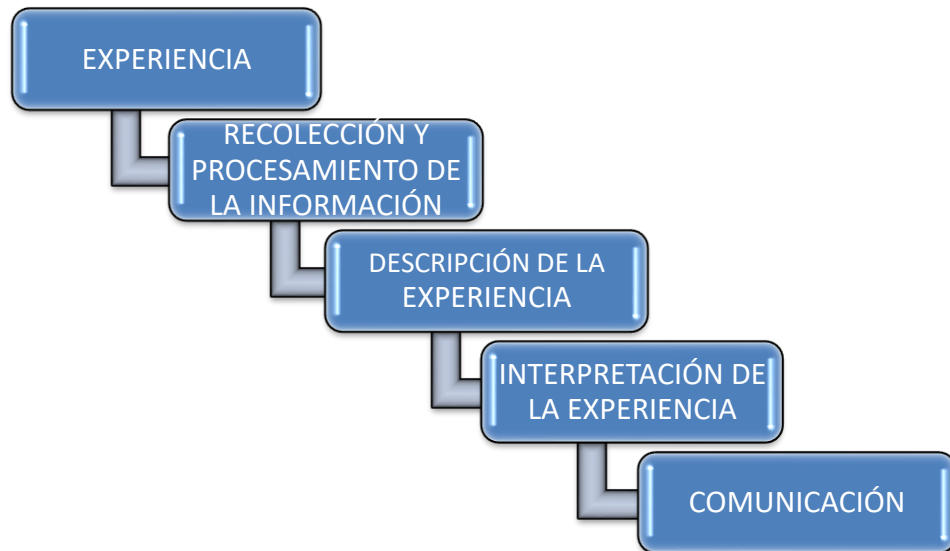 EXPERIENCIA
RECOLECCIÓN Y
PROCESAMIENTO DE
LA INFORMACIÓN
DESCRIPCIÓN DE LA
EXPERIENCIA
INTERPRETACIÓN DE
LA EXPERIENCIA
COMUNICACIÓN